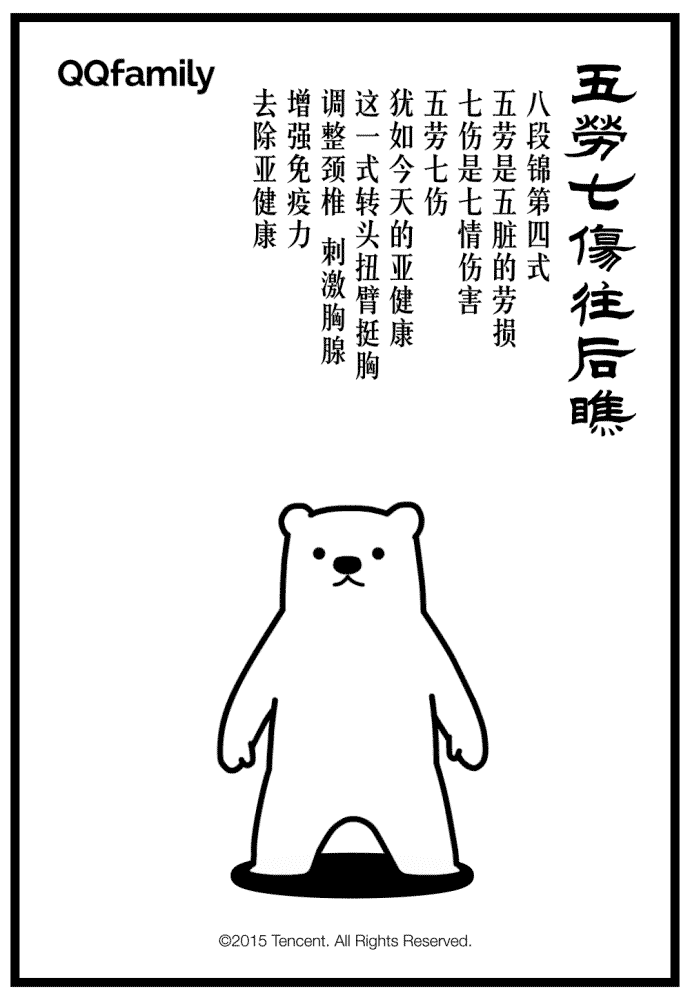 QQfamily
五勞七傷往后瞧
八段锦第四式
五劳是五脏的劳损
七伤是七情伤害
五劳七伤
犹如今天的亚健康
这一式转头扭臂挺胸
调整颈椎 刺激胸腺
增强免疫力
去除亚健康
©2015 Tencent. All Rights Reserved.